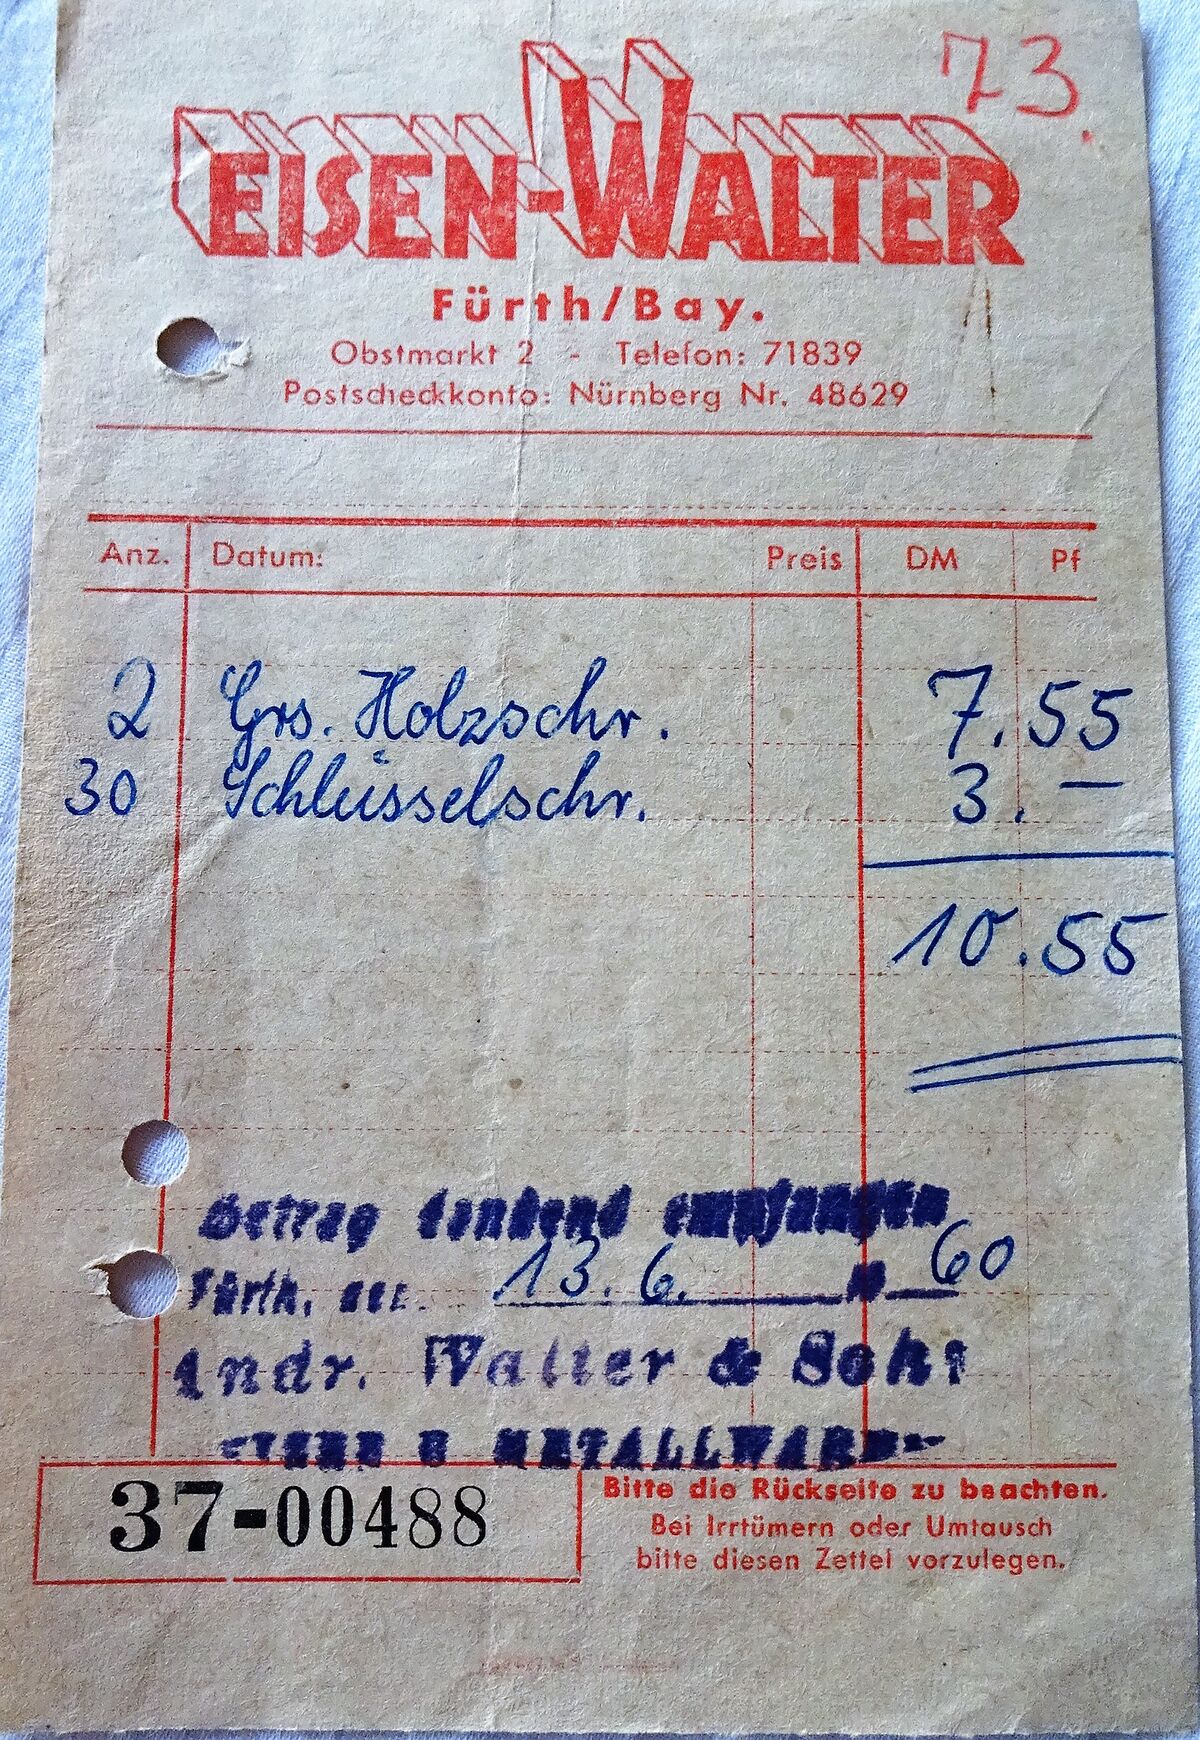 73.
EISEN-WALTER
Fürth/Bay.
Obstmarkt 2 - Telefon: 71839
Postscheckkonto: Nürnberg Nr. 48629
Anz. Datum: Preis DM Pf
2 Grs. Holzschr. 7.55
30 Schlüsselschr. 3.—
10.55
Betrag dankend empfangen
Fürth, den 13.6. 60
Andr. Walter & Sohn
METALLWAREN
37-00488
Bitte die Rückseite zu beachten.
Bei Irrtümern oder Umtausch
bitte diesen Zettel vorzulegen.